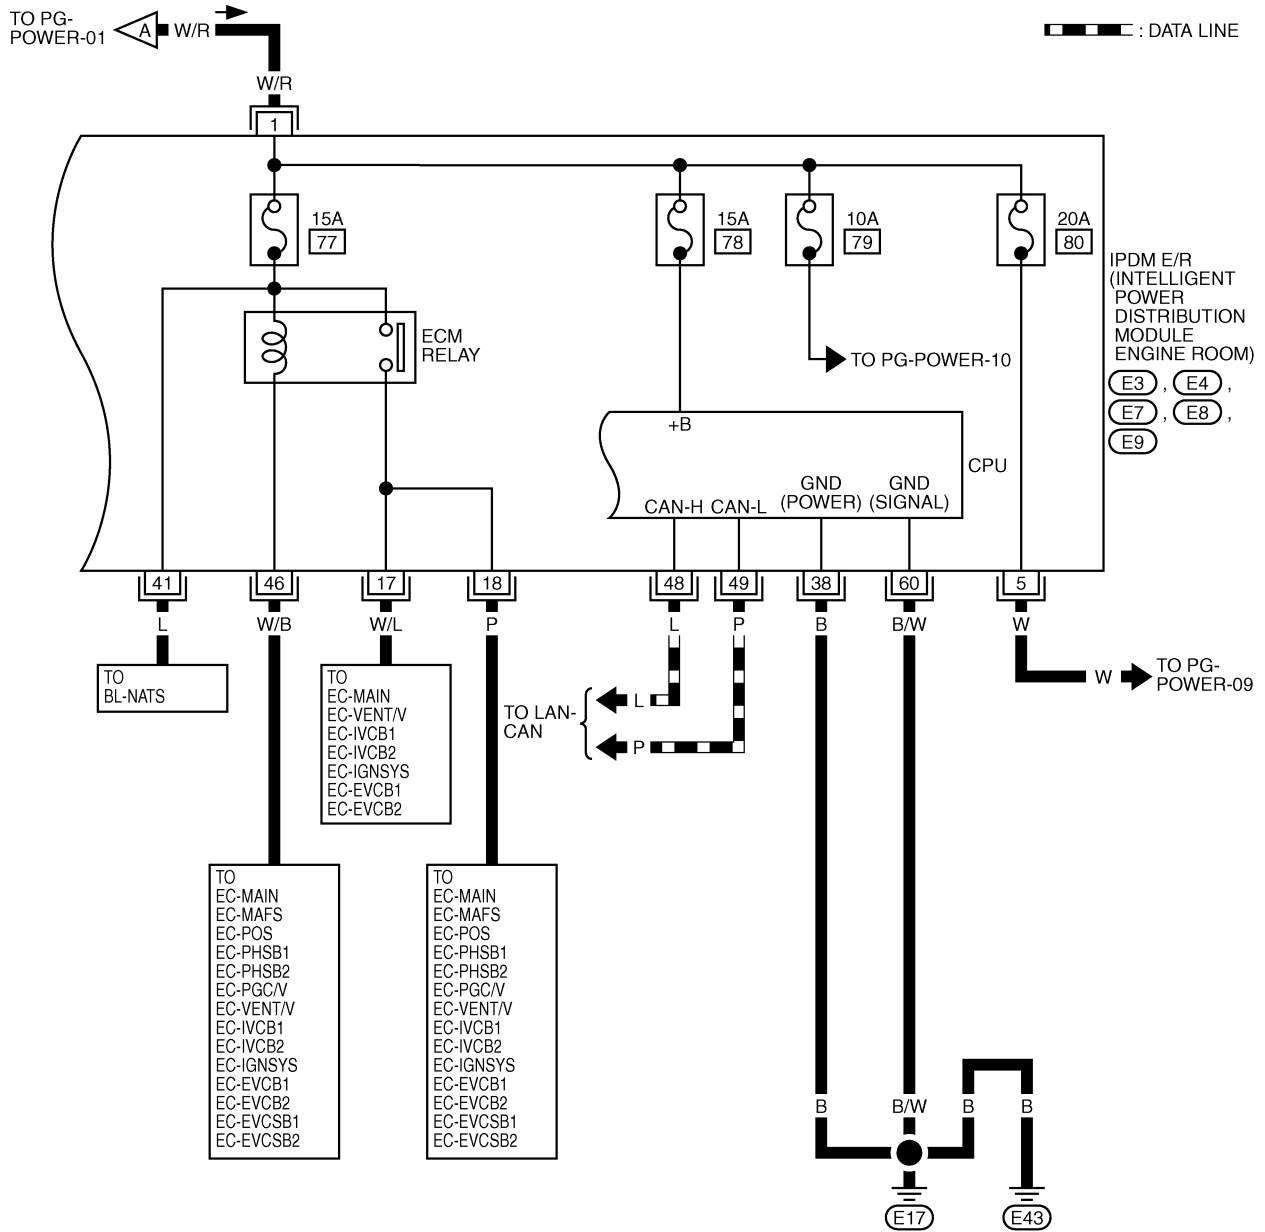 TO PG-
POWER-01
A
W/R
: DATA LINE
W/R
1
15A
77
15A
78
10A
79
20A
80
IPDM E/R
(INTELLIGENT
POWER
DISTRIBUTION
MODULE
ENGINE ROOM)
E3 , E4 ,
E7 , E8 ,
E9
ECM
RELAY
TO PG-POWER-10
+B
CPU
CAN-H
CAN-L
GND
(POWER)
GND
(SIGNAL)
41
46
17
18
48
49
38
60
5
L
W/B
W/L
P
L
P
B
B/W
W
TO
BL-NATS
TO
EC-MAIN
EC-VENT/V
EC-IVCB1
EC-IVCB2
EC-IGNSYS
EC-EVCB1
EC-EVCB2
TO LAN-
CAN
L
P
W
TO PG-
POWER-09
TO
EC-MAIN
EC-MAFS
EC-POS
EC-PHSB1
EC-PHSB2
EC-PGC/V
EC-VENT/V
EC-IVCB1
EC-IVCB2
EC-IGNSYS
EC-EVCB1
EC-EVCB2
EC-EVCSB1
EC-EVCSB2
TO
EC-MAIN
EC-MAFS
EC-POS
EC-PHSB1
EC-PHSB2
EC-PGC/V
EC-VENT/V
EC-IVCB1
EC-IVCB2
EC-IGNSYS
EC-EVCB1
EC-EVCB2
EC-EVCSB1
EC-EVCSB2
B
B/W
B
B
E17
E43